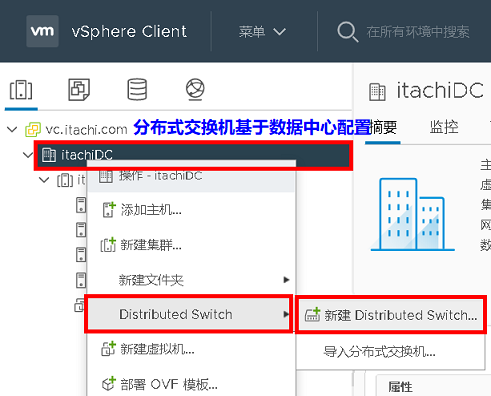 vm vSphere Client 菜单 在所有环境中搜索
itachiDC
vc.itachi.com 分布式交换机基于数据中心配置
摘要 监控
itachiDC
操作 - itachiDC
添加主机...
新建集群...
新建文件夹
Distributed Switch
新建 Distributed Switch...
新建虚拟机...
导入分布式交换机...
部署 OVF 模板...
属性